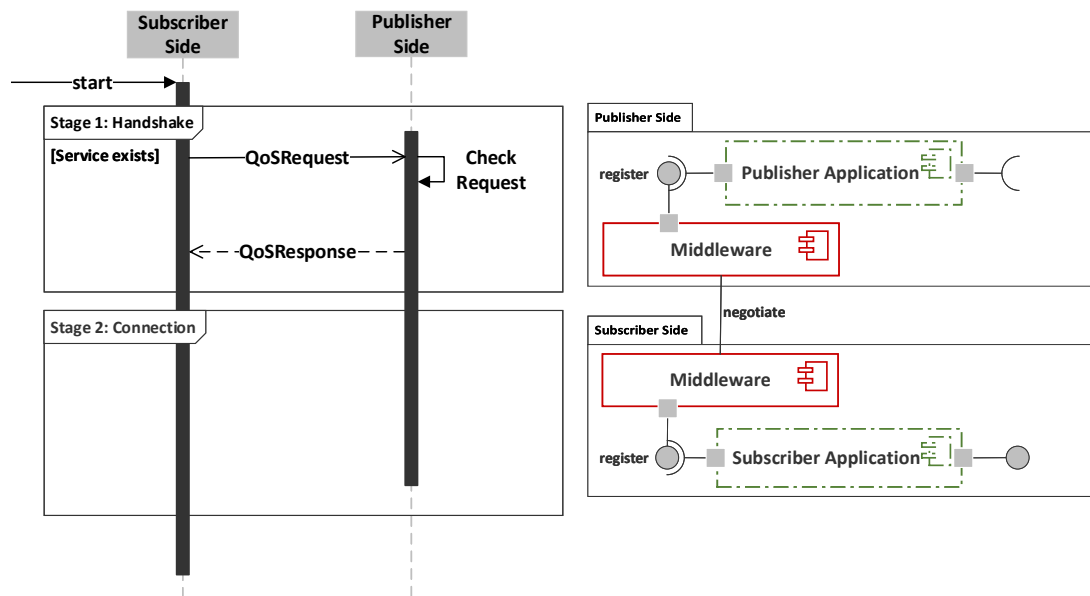 Subscriber
Side
Publisher
Side
start
Stage 1: Handshake
[Service exists]
QoSRequest
Check
Request
QoSResponse
Stage 2: Connection
Publisher Side
register
Publisher Application
Middleware
negotiate
Subscriber Side
Middleware
register
Subscriber Application